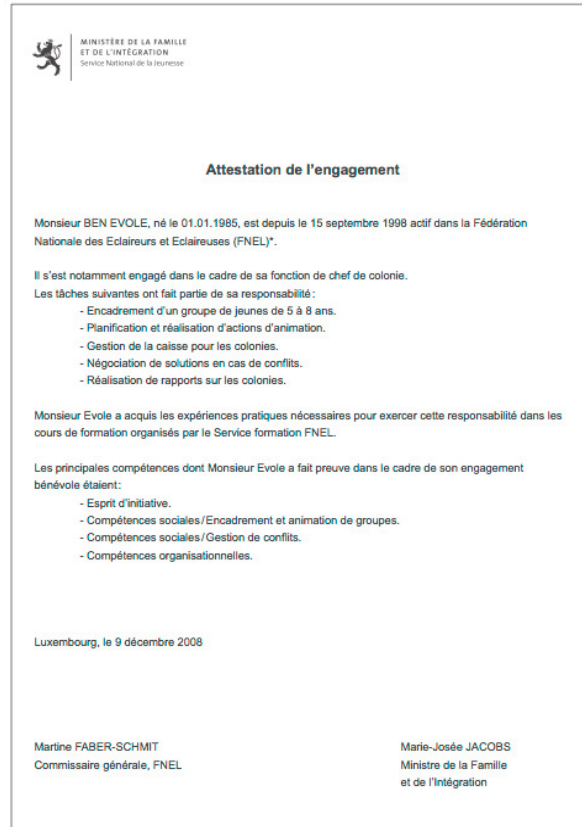 MINISTÈRE DE LA FAMILLE
ET DE L'INTÉGRATION
Service National de la Jeunesse
Attestation de l'engagement
Monsieur BEN EVOLE, né le 01.01.1985, est depuis le 15 septembre 1998 actif dans la Fédération
Nationale des Eclaireurs et Eclaireuses (FNEL)*.
Il s'est notamment engagé dans le cadre de sa fonction de chef de colonie.
Les tâches suivantes ont fait partie de sa responsabilité:
- Encadrement d'un groupe de jeunes de 5 à 8 ans.
- Planification et réalisation d'actions d'animation.
- Gestion de la caisse pour les colonies.
- Négociation de solutions en cas de conflits.
- Réalisation de rapports sur les colonies.
Monsieur Evole a acquis les expériences pratiques nécessaires pour exercer cette responsabilité dans les
cours de formation organisés par le Service formation FNEL.
Les principales compétences dont Monsieur Evole a fait preuve dans le cadre de son engagement
bénévole étaient:
- Esprit d'initiative.
- Compétences sociales/Encadrement et animation de groupes.
- Compétences sociales/Gestion de conflits.
- Compétences organisationnelles.
Luxembourg, le 9 décembre 2008
Martine FABER-SCHMIT
Commissaire générale, FNEL
Marie-Josée JACOBS
Ministre de la Famille
et de l'Intégration